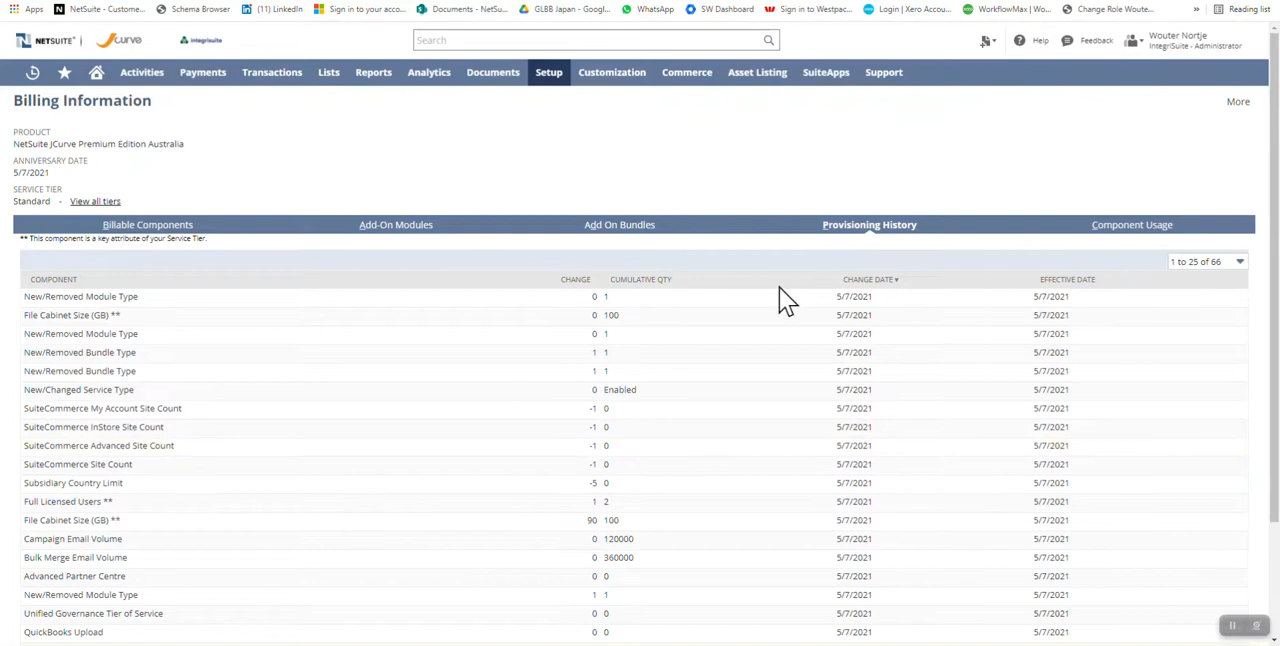 Apps NetSuite - Custome... Schema Browser (11) LinkedIn Sign in to your acco... Documents - NetSu... GLBB Japan - Googl... WhatsApp SW Dashboard Sign in to Westpac... Login | Xero Accou... WorkflowMax | Wo... Change Role Woute... » Reading list
NETSUITE JCurve integrisuite Search Help Feedback Wouter Nortje
IntegriSuite - Administrator
Activities Payments Transactions Lists Reports Analytics Documents Setup Customization Commerce Asset Listing SuiteApps Support
Billing Information More
PRODUCT
NetSuite JCurve Premium Edition Australia
ANNIVERSARY DATE
5/7/2021
SERVICE TIER
Standard - View all tiers
Billable Components Add-On Modules Add On Bundles Provisioning History Component Usage
** This component is a key attribute of your Service Tier.
1 to 25 of 66
COMPONENT CHANGE CUMULATIVE QTY CHANGE DATE EFFECTIVE DATE
New/Removed Module Type 0 1 5/7/2021 5/7/2021
File Cabinet Size (GB) ** 0 100 5/7/2021 5/7/2021
New/Removed Module Type 0 1 5/7/2021 5/7/2021
New/Removed Bundle Type 1 1 5/7/2021 5/7/2021
New/Removed Bundle Type 1 1 5/7/2021 5/7/2021
New/Changed Service Type 0 Enabled 5/7/2021 5/7/2021
SuiteCommerce My Account Site Count -1 0 5/7/2021 5/7/2021
SuiteCommerce InStore Site Count -1 0 5/7/2021 5/7/2021
SuiteCommerce Advanced Site Count -1 0 5/7/2021 5/7/2021
SuiteCommerce Site Count -1 0 5/7/2021 5/7/2021
Subsidiary Country Limit -5 0 5/7/2021 5/7/2021
Full Licensed Users ** 1 2 5/7/2021 5/7/2021
File Cabinet Size (GB) ** 90 100 5/7/2021 5/7/2021
Campaign Email Volume 0 120000 5/7/2021 5/7/2021
Bulk Merge Email Volume 0 360000 5/7/2021 5/7/2021
Advanced Partner Centre 0 0 5/7/2021 5/7/2021
New/Removed Module Type 1 1 5/7/2021 5/7/2021
Unified Governance Tier of Service 0 0 5/7/2021 5/7/2021
QuickBooks Upload 0 0 5/7/2021 5/7/2021